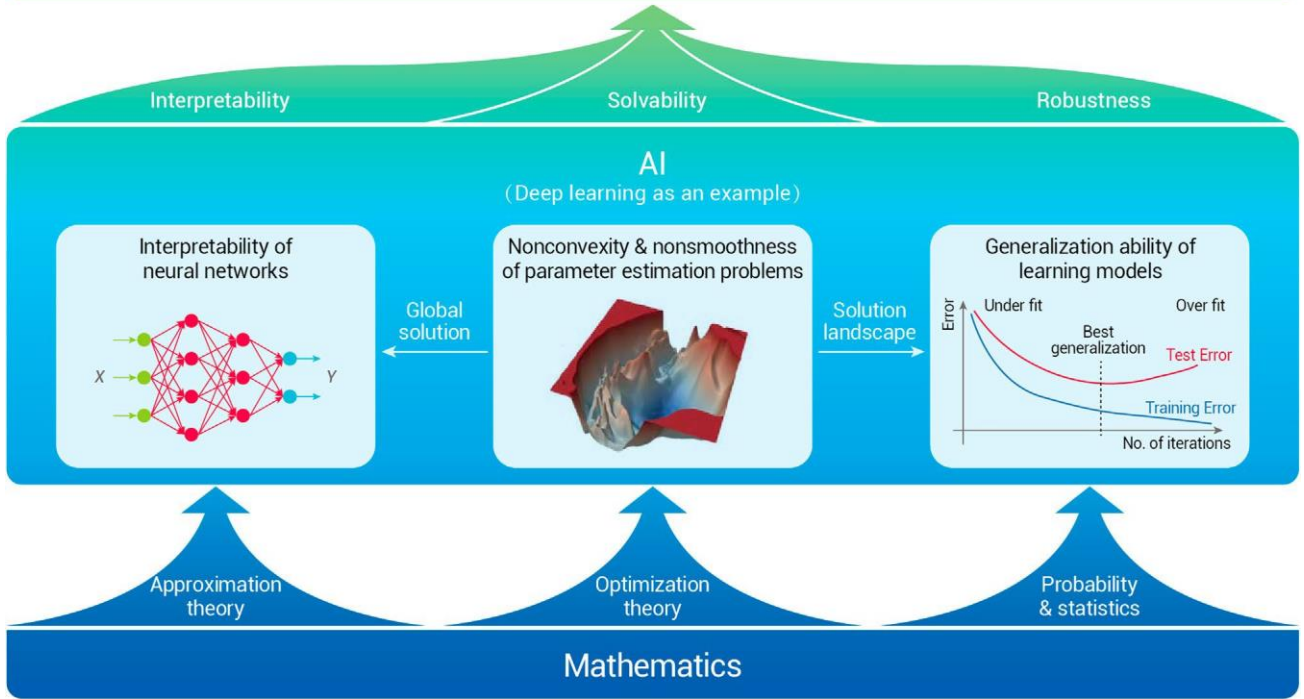 Interpretability
Solvability
Robustness
AI
(Deep learning as an example)
Interpretability of
neural networks
X
Y
Global
solution
Nonconvexity & nonsmoothness
of parameter estimation problems
Solution
landscape
Generalization ability of
learning models
Error
Under fit
Over fit
Best
generalization
Test Error
Training Error
No. of iterations
Approximation
theory
Optimization
theory
Probability
& statistics
Mathematics